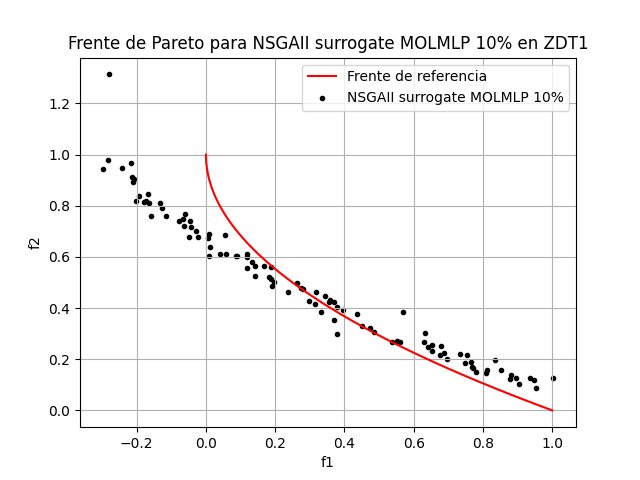 Frente de Pareto para NSGAII surrogate MOLMLP 10% en ZDT1
Frente de referencia
NSGAII surrogate MOLMLP 10%
f2
1.2
1.0
0.8
0.6
0.4
0.2
0.0
−0.2 0.0 0.2 0.4 0.6 0.8 1.0
f1